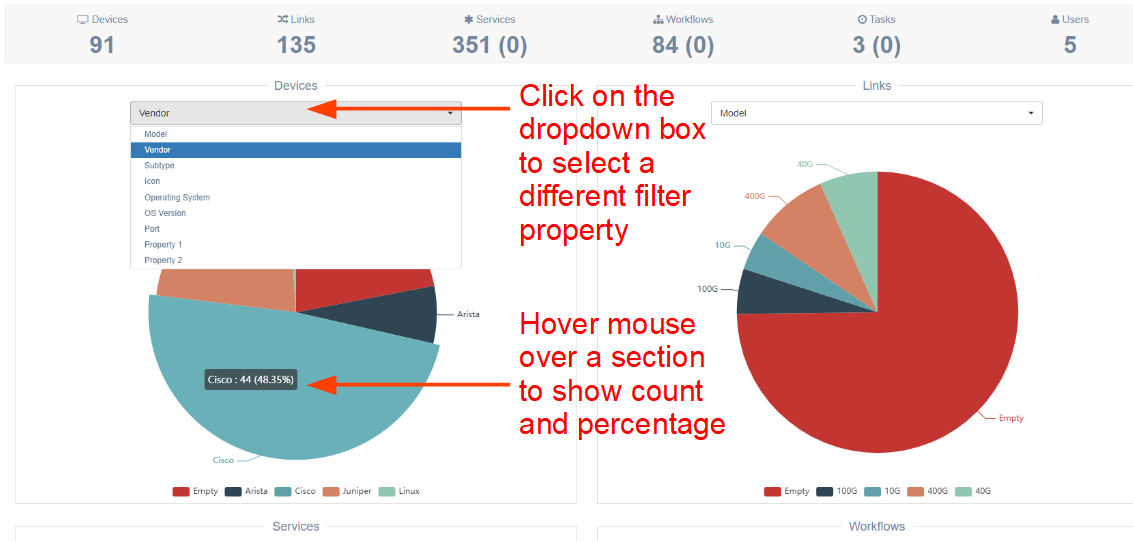 Devices
Links
Services
Workflows
Tasks
Users
91
135
351 (0)
84 (0)
3 (0)
5
Devices
Vendor
Model
Vendor
Subtype
Icon
Operating System
OS Version
Port
Property 1
Property 2
Arista
Cisco : 44 (48.35%)
Cisco
Empty
Arista
Cisco
Juniper
Linux
Click on the
dropdown box
to select a
different filter
property
Hover mouse
over a section
to show count
and percentage
Links
Model
40G
400G
10G
100G
Empty
Empty
100G
10G
400G
40G
Services
Workflows